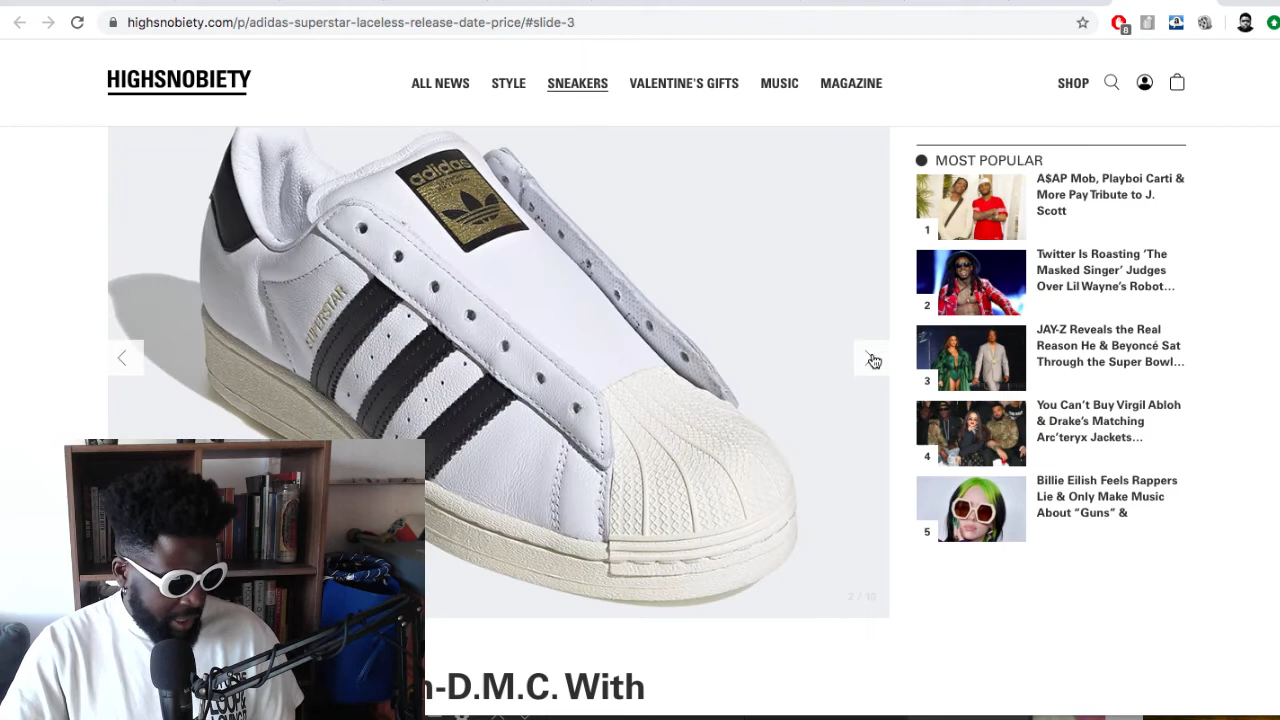 highsnobiety.com/p/adidas-superstar-laceless-release-date-price/#slide-3
8
HIGHSNOBIETY
ALL NEWS
STYLE
SNEAKERS
VALENTINE'S GIFTS
MUSIC
MAGAZINE
SHOP
adidas
SUPERSTAR
2 / 10
MOST POPULAR
1
A$AP Mob, Playboi Carti &
More Pay Tribute to J.
Scott
2
Twitter Is Roasting ‘The
Masked Singer’ Judges
Over Lil Wayne’s Robot...
3
JAY-Z Reveals the Real
Reason He & Beyoncé Sat
Through the Super Bowl...
4
You Can’t Buy Virgil Abloh
& Drake’s Matching
Arc’teryx Jackets...
5
Billie Eilish Feels Rappers
Lie & Only Make Music
About “Guns” &
-D.M.C. With